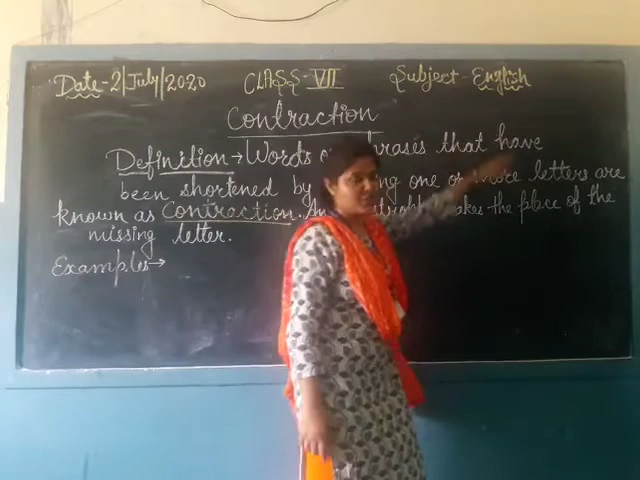 Date-2/July/2020 CLASS-VII Subject-English
Contraction
Definition→Words phrases that have
been shortened by one or more letters are
known as Contraction. An takes the place of the
missing letter.
Examples→